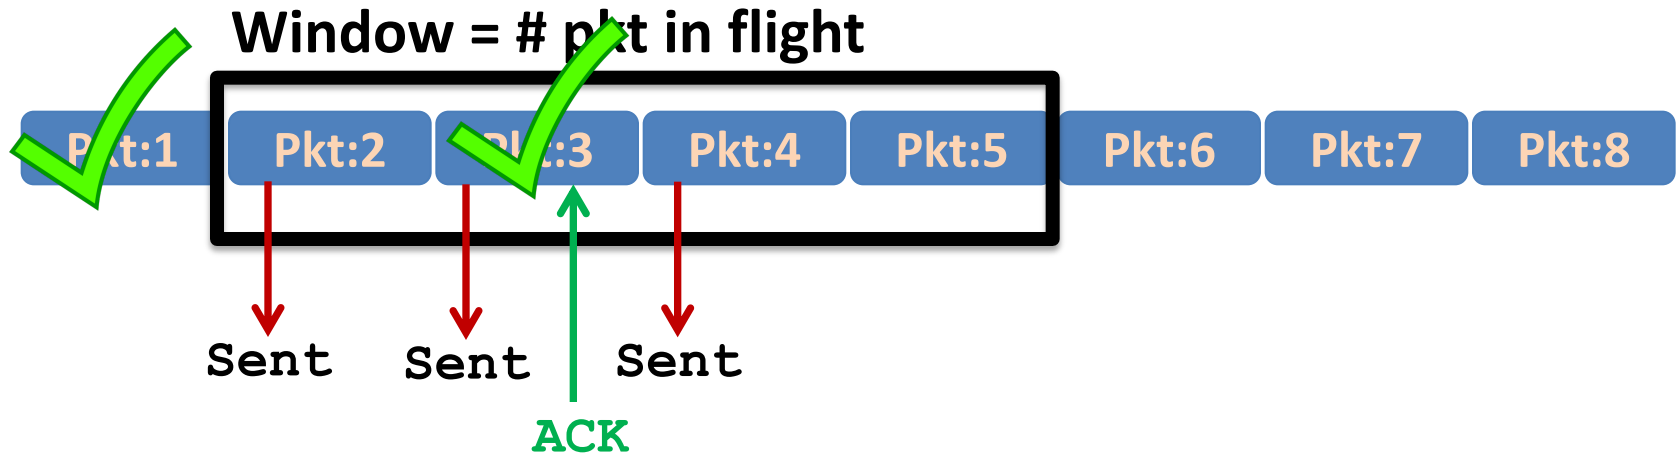 Window = # pkt in flight
Pkt:1 Pkt:2 Pkt:3 Pkt:4 Pkt:5 Pkt:6 Pkt:7 Pkt:8
Sent Sent Sent
ACK